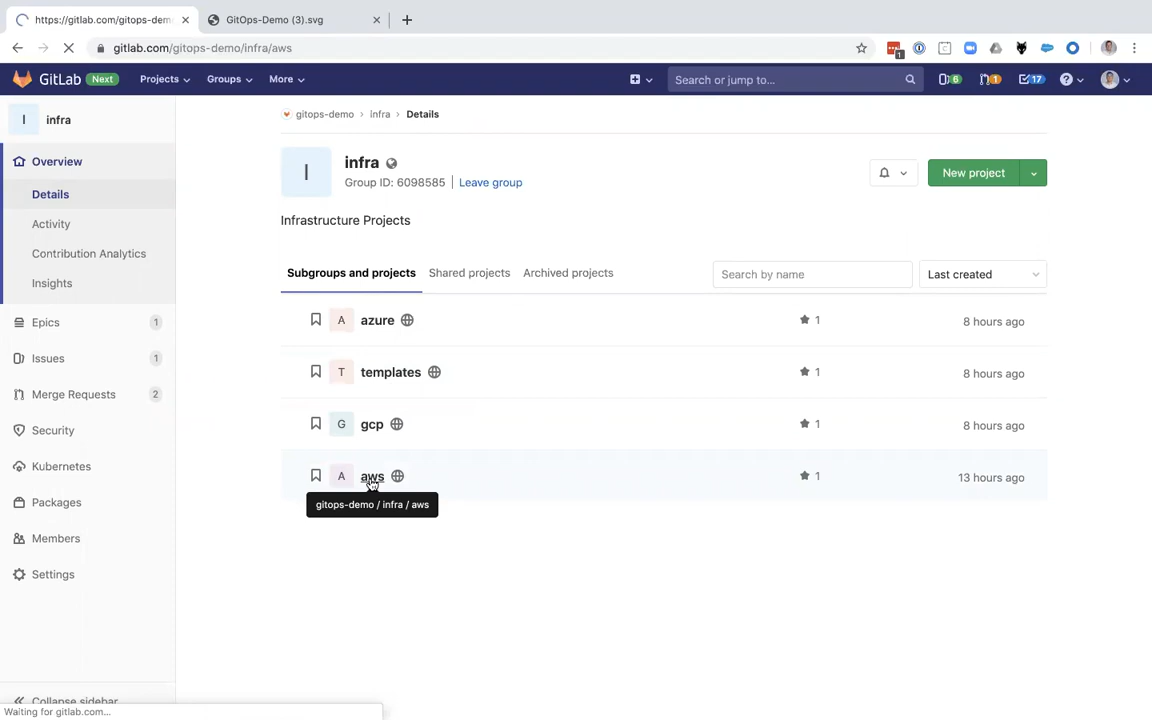 https://gitlab.com/gitops-dem
GitOps-Demo (3).svg
gitlab.com/gitops-demo/infra/aws
1
GitLab Next Projects Groups More Search or jump to... 6 1 17
I infra
Overview
Details
Activity
Contribution Analytics
Insights
Epics 1
Issues 1
Merge Requests 2
Security
Kubernetes
Packages
Members
Settings
Collapse sidebar
Waiting for gitlab.com...
gitops-demo › infra › Details
I
infra
Group ID: 6098585 | Leave group
New project
Infrastructure Projects
Subgroups and projects Shared projects Archived projects Search by name Last created
A azure 1 8 hours ago
T templates 1 8 hours ago
G gcp 1 8 hours ago
A aws 1 13 hours ago
gitops-demo / infra / aws